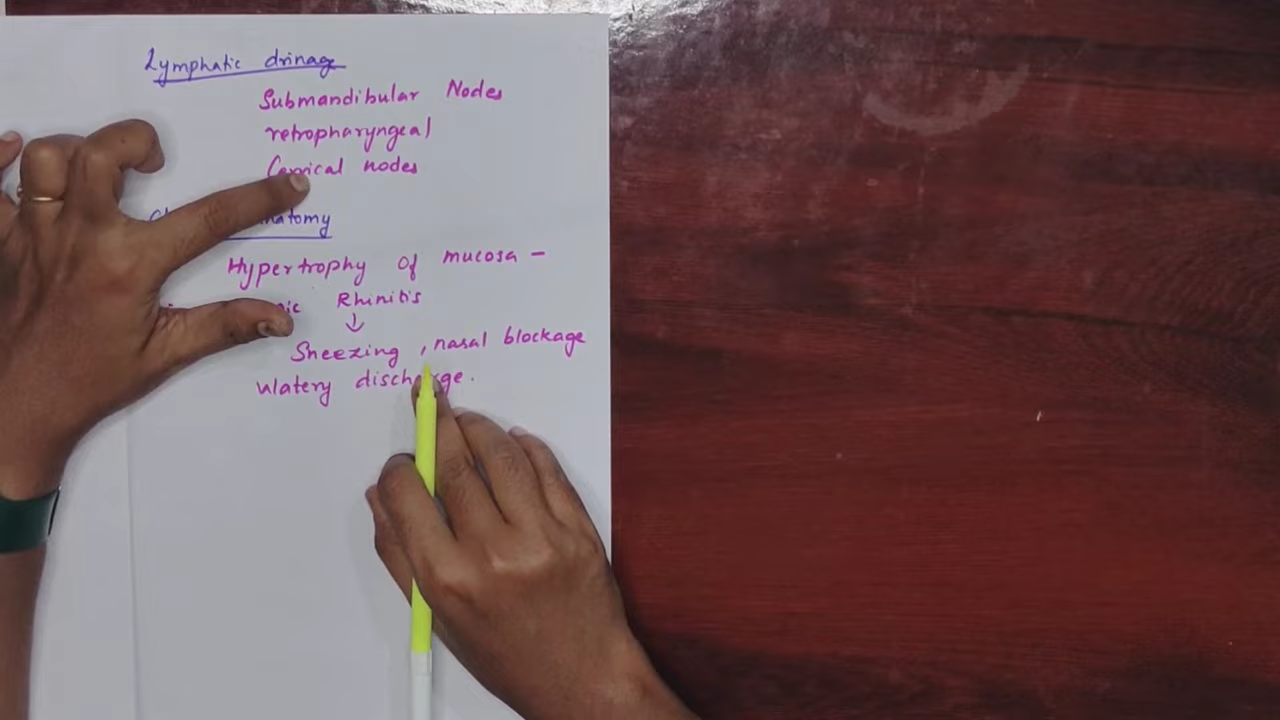 Lymphatic drinag
Submandibular Nodes
retropharyngeal
Cervical nodes
Hypertrophy Of mucosa -
Rhinitis
↓
Sneezing , nasal blockage
watery discharge.